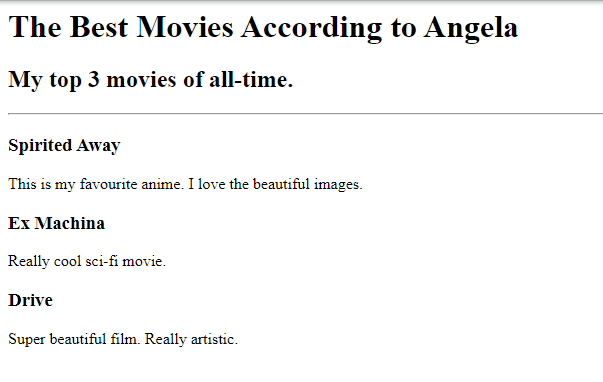 The Best Movies According to Angela
My top 3 movies of all-time.
Spirited Away
This is my favourite anime. I love the beautiful images.
Ex Machina
Really cool sci-fi movie.
Drive
Super beautiful film. Really artistic.